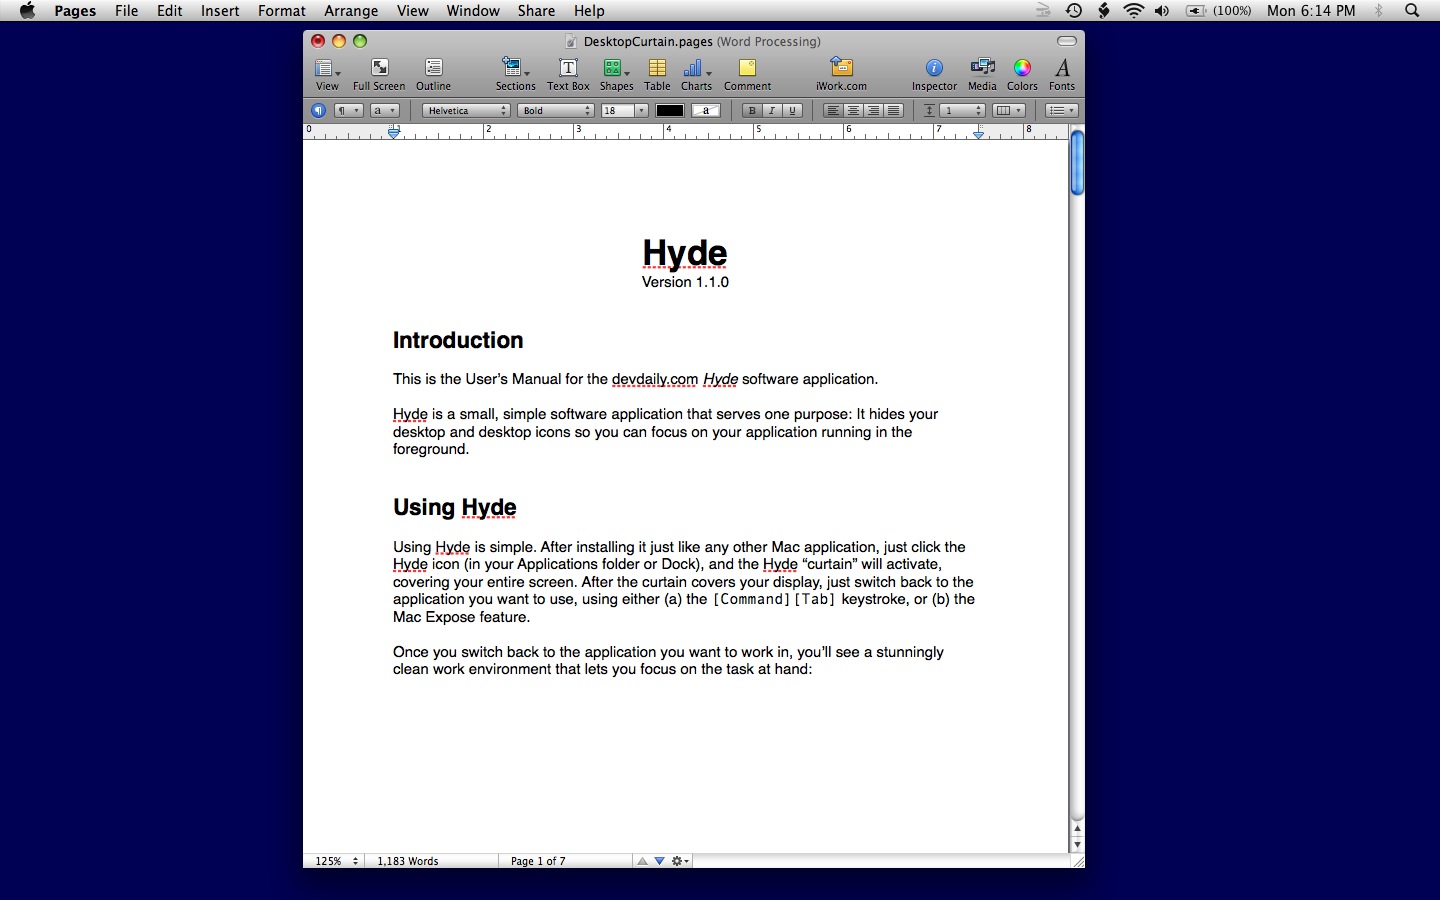 Pages File Edit Insert Format Arrange View Window Share Help (100%) Mon 6:14 PM
DesktopCurtain.pages (Word Processing)
View Full Screen Outline Sections Text Box Shapes Table Charts Comment iWork.com Inspector Media Colors Fonts
¶ a Helvetica Bold 18 a B I U 1
0 1 2 3 4 5 6 7 8
Hyde
Version 1.1.0
Introduction
This is the User’s Manual for the devdaily.com Hyde software application.
Hyde is a small, simple software application that serves one purpose: It hides your
desktop and desktop icons so you can focus on your application running in the
foreground.
Using Hyde
Using Hyde is simple. After installing it just like any other Mac application, just click the
Hyde icon (in your Applications folder or Dock), and the Hyde “curtain” will activate,
covering your entire screen. After the curtain covers your display, just switch back to the
application you want to use, using either (a) the [Command][Tab] keystroke, or (b) the
Mac Expose feature.
Once you switch back to the application you want to work in, you’ll see a stunningly
clean work environment that lets you focus on the task at hand:
125% 1,183 Words Page 1 of 7